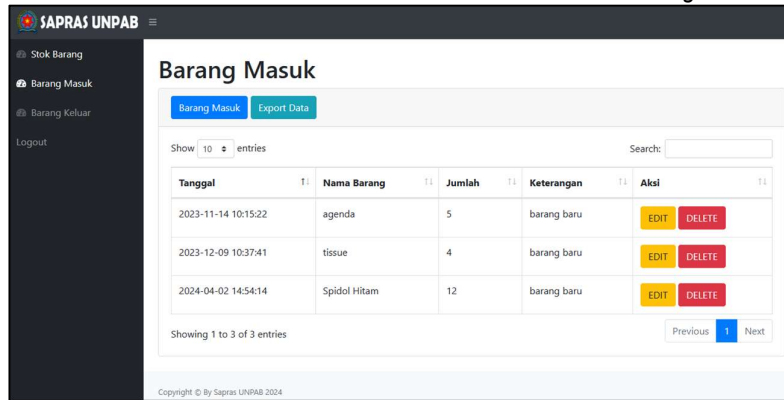 SAPRAS UNPAB
Stok Barang
Barang Masuk
Barang Keluar
Logout
Barang Masuk
Barang Masuk Export Data
Show 10 entries Search:
Tanggal Nama Barang Jumlah Keterangan Aksi
2023-11-14 10:15:22 agenda 5 barang baru EDIT DELETE
2023-12-09 10:37:41 tissue 4 barang baru EDIT DELETE
2024-04-02 14:54:14 Spidol Hitam 12 barang baru EDIT DELETE
Showing 1 to 3 of 3 entries Previous 1 Next
Copyright © By Sapras UNPAB 2024